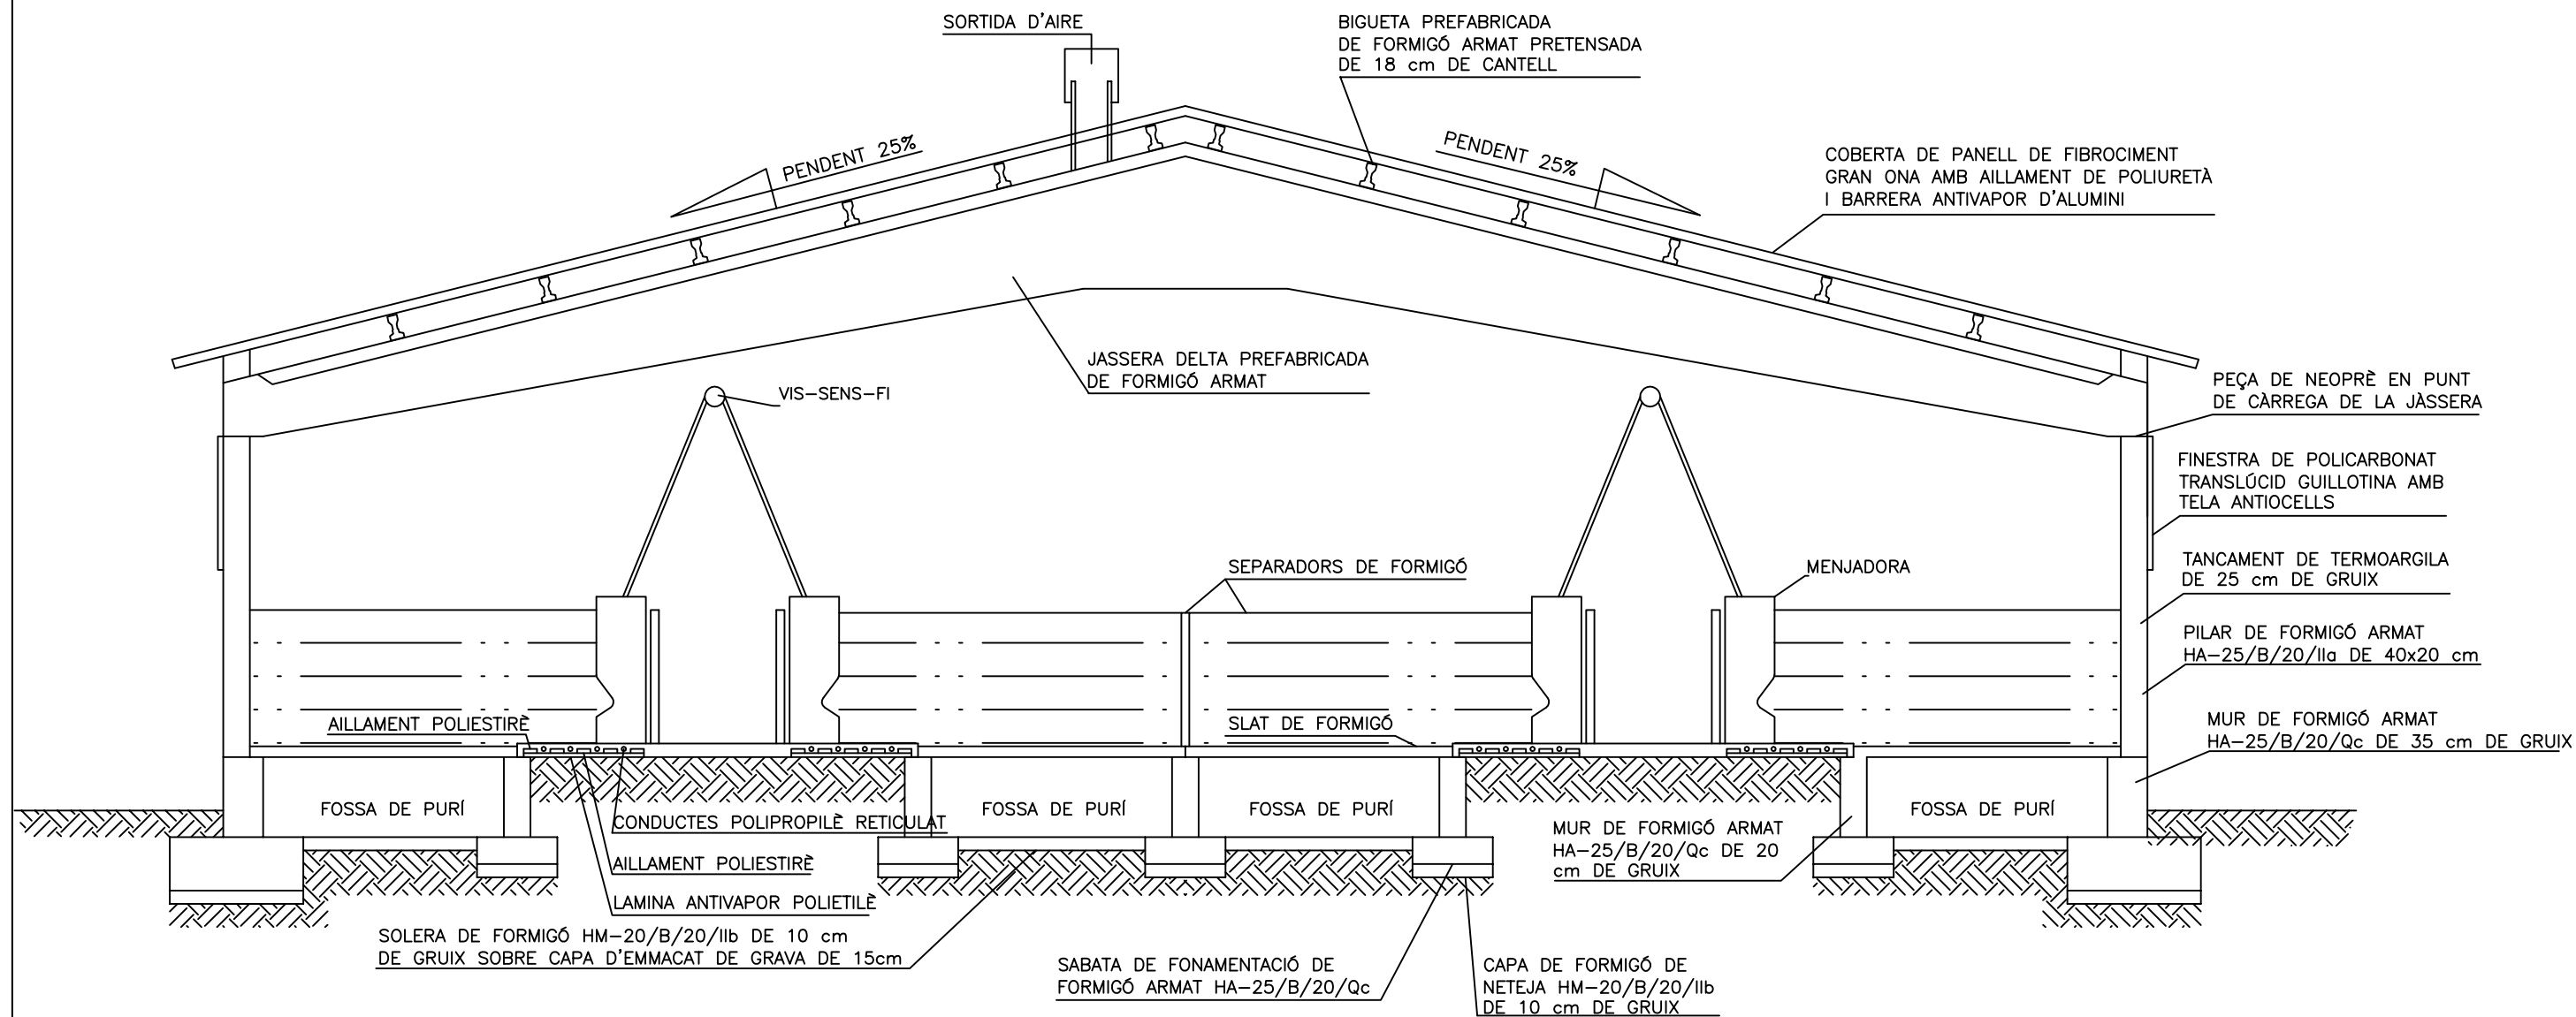 SORTIDA D'AIRE
BIGUETA PREFABRICADA
DE FORMIGÓ ARMAT PRETENSADA
DE 18 cm DE CANTELL
PENDENT 25%
PENDENT 25%
COBERTA DE PANELL DE FIBROCIMENT
GRAN ONA AMB AILLAMENT DE POLIURETÀ
I BARRERA ANTIVAPOR D'ALUMINI
JASSERA DELTA PREFABRICADA
DE FORMIGÓ ARMAT
VIS-SENS-FI
PEÇA DE NEOPRÈ EN PUNT
DE CÀRREGA DE LA JÀSSERA
FINESTRA DE POLICARBONAT
TRANSLÚCID GUILLOTINA AMB
TELA ANTIOCELLS
SEPARADORS DE FORMIGÓ
MENJADORA
TANCAMENT DE TERMOARGILA
DE 25 cm DE GRUIX
PILAR DE FORMIGÓ ARMAT
HA-25/B/20/IIa DE 40x20 cm
AILLAMENT POLIESTIRÈ
SLAT DE FORMIGÓ
MUR DE FORMIGÓ ARMAT
HA-25/B/20/Qc DE 35 cm DE GRUIX
FOSSA DE PURÍ
FOSSA DE PURÍ
FOSSA DE PURÍ
FOSSA DE PURÍ
CONDUCTES POLIPROPILÈ RETICULAT
AILLAMENT POLIESTIRÈ
LAMINA ANTIVAPOR POLIETILÈ
MUR DE FORMIGÓ ARMAT
HA-25/B/20/Qc DE 20
cm DE GRUIX
SOLERA DE FORMIGÓ HM-20/B/20/IIb DE 10 cm
DE GRUIX SOBRE CAPA D'EMMACAT DE GRAVA DE 15cm
SABATA DE FONAMENTACIÓ DE
FORMIGÓ ARMAT HA-25/B/20/Qc
CAPA DE FORMIGÓ DE
NETEJA HM-20/B/20/IIb
DE 10 cm DE GRUIX